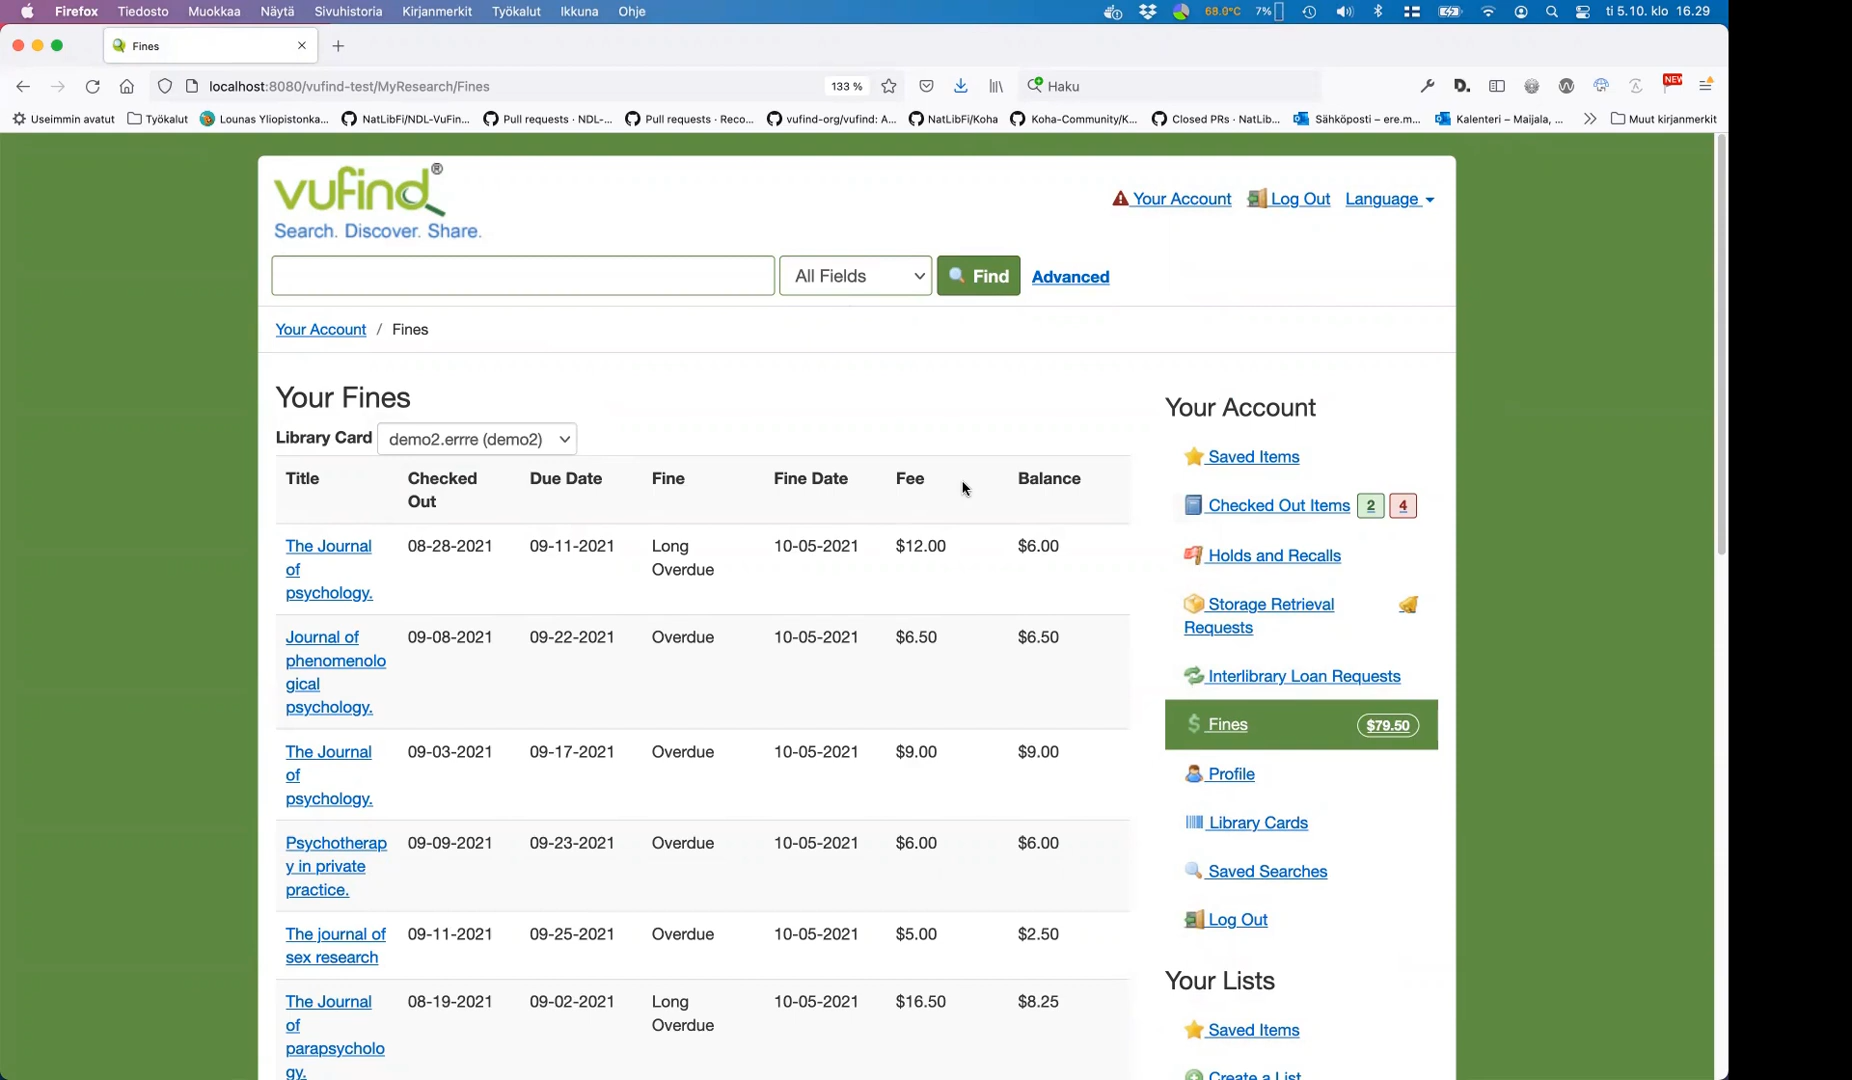 Firefox Tiedosto Muokkaa Näytä Sivuhistoria Kirjanmerkit Työkalut Ikkuna Ohje 68.0°C 7% ti 5.10. klo 16.29
Fines
localhost:8080/vufind-test/MyResearch/Fines 133 % Haku NEW
Useimmin avatut Työkalut Lounas Yliopistonka... NatLibFi/NDL-VuFin... Pull requests · NDL-... Pull requests · Reco... vufind-org/vufind: A... NatLibFi/Koha Koha-Community/K... Closed PRs · NatLib... Sähköposti – ere.m... Kalenteri – Maijala, ... Muut kirjanmerkit
vufind®
Search. Discover. Share.
Your Account Log Out Language
All Fields Find Advanced
Your Account / Fines
Your Fines
Library Card demo2.errre (demo2)
Title Checked Out Due Date Fine Fine Date Fee Balance
The Journal of psychology. 08-28-2021 09-11-2021 Long Overdue 10-05-2021 $12.00 $6.00
Journal of phenomenolo
gical psychology. 09-08-2021 09-22-2021 Overdue 10-05-2021 $6.50 $6.50
The Journal of psychology. 09-03-2021 09-17-2021 Overdue 10-05-2021 $9.00 $9.00
Psychotherap
y in private practice. 09-09-2021 09-23-2021 Overdue 10-05-2021 $6.00 $6.00
The journal of sex research 09-11-2021 09-25-2021 Overdue 10-05-2021 $5.00 $2.50
The Journal of parapsycholo
gy. 08-19-2021 09-02-2021 Long Overdue 10-05-2021 $16.50 $8.25
Your Account
Saved Items
Checked Out Items 2 4
Holds and Recalls
Storage Retrieval
Requests
Interlibrary Loan Requests
$ Fines $79.50
Profile
Library Cards
Saved Searches
Log Out
Your Lists
Saved Items
Create a List